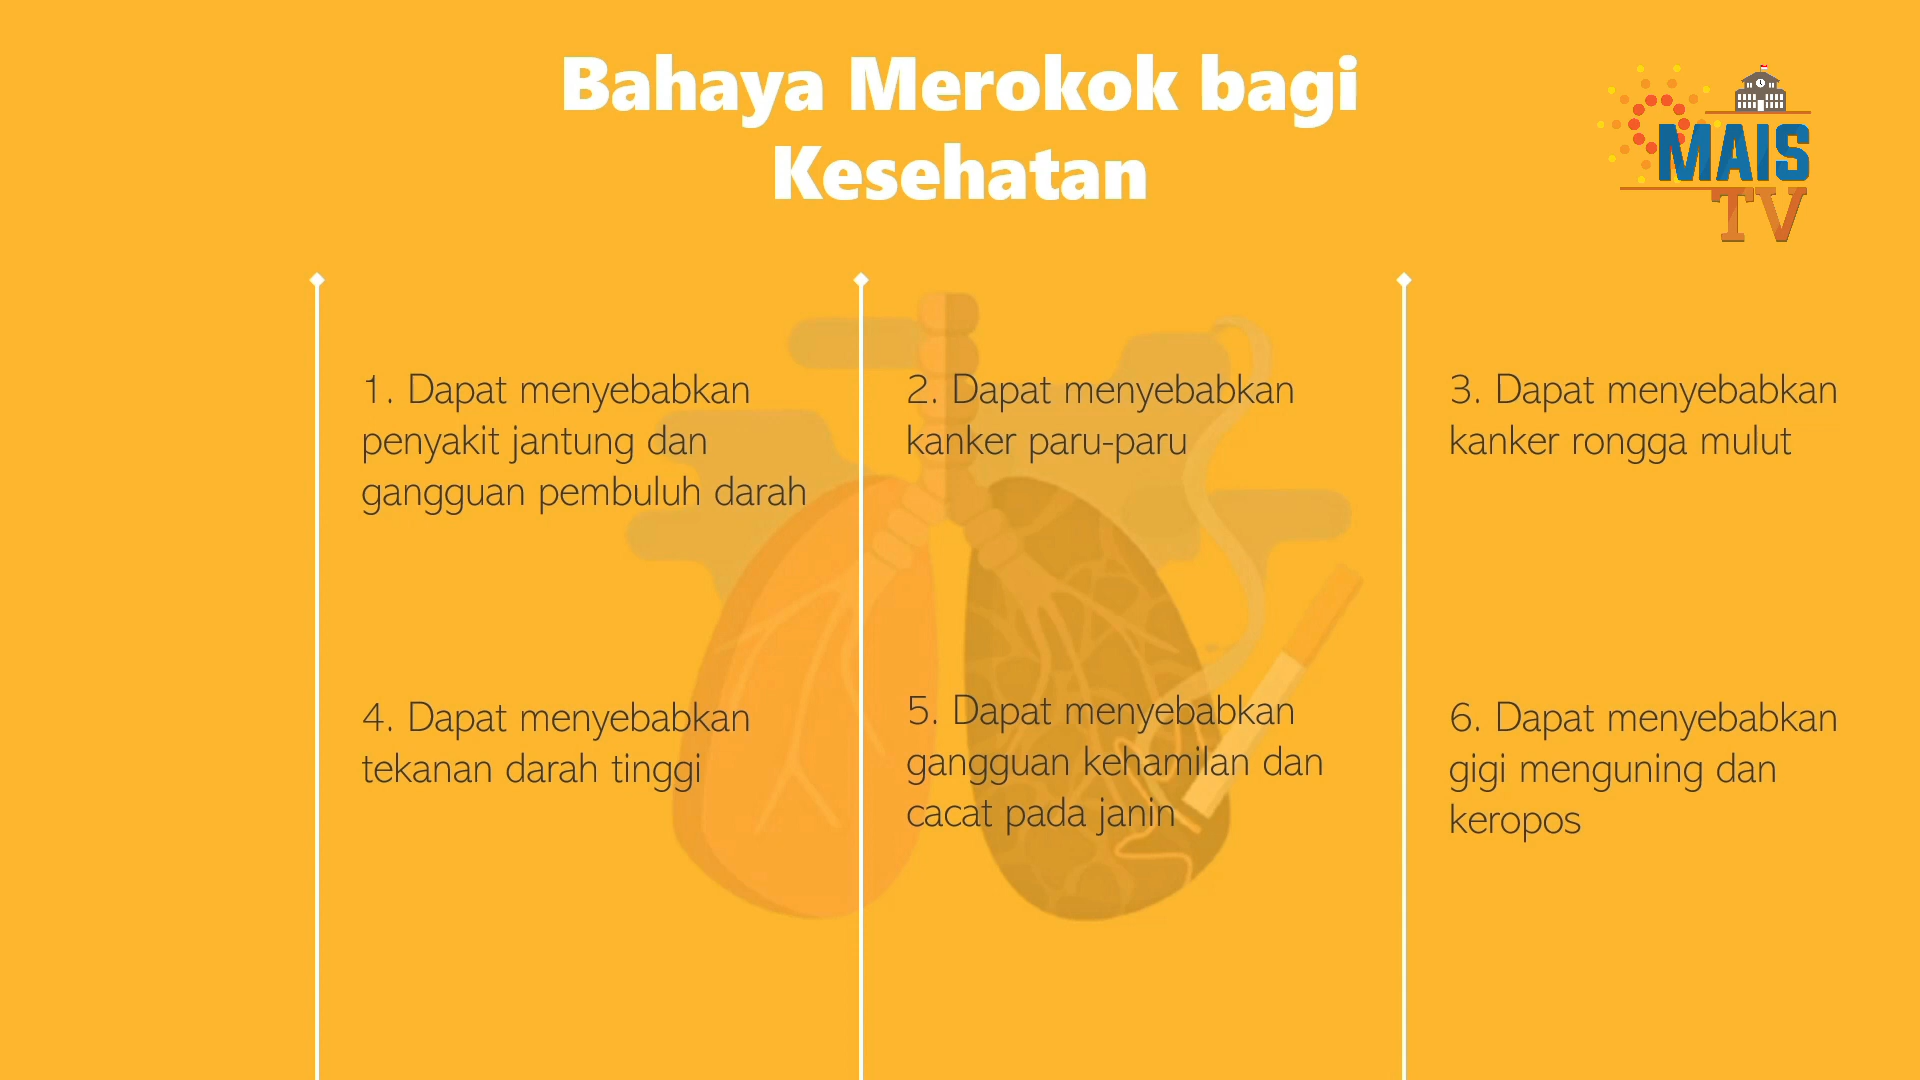 Bahaya Merokok bagi
Kesehatan
MAIS
TV
1. Dapat menyebabkan
penyakit jantung dan
gangguan pembuluh darah
2. Dapat menyebabkan
kanker paru-paru
3. Dapat menyebabkan
kanker rongga mulut
4. Dapat menyebabkan
tekanan darah tinggi
5. Dapat menyebabkan
gangguan kehamilan dan
cacat pada janin
6. Dapat menyebabkan
gigi menguning dan
keropos